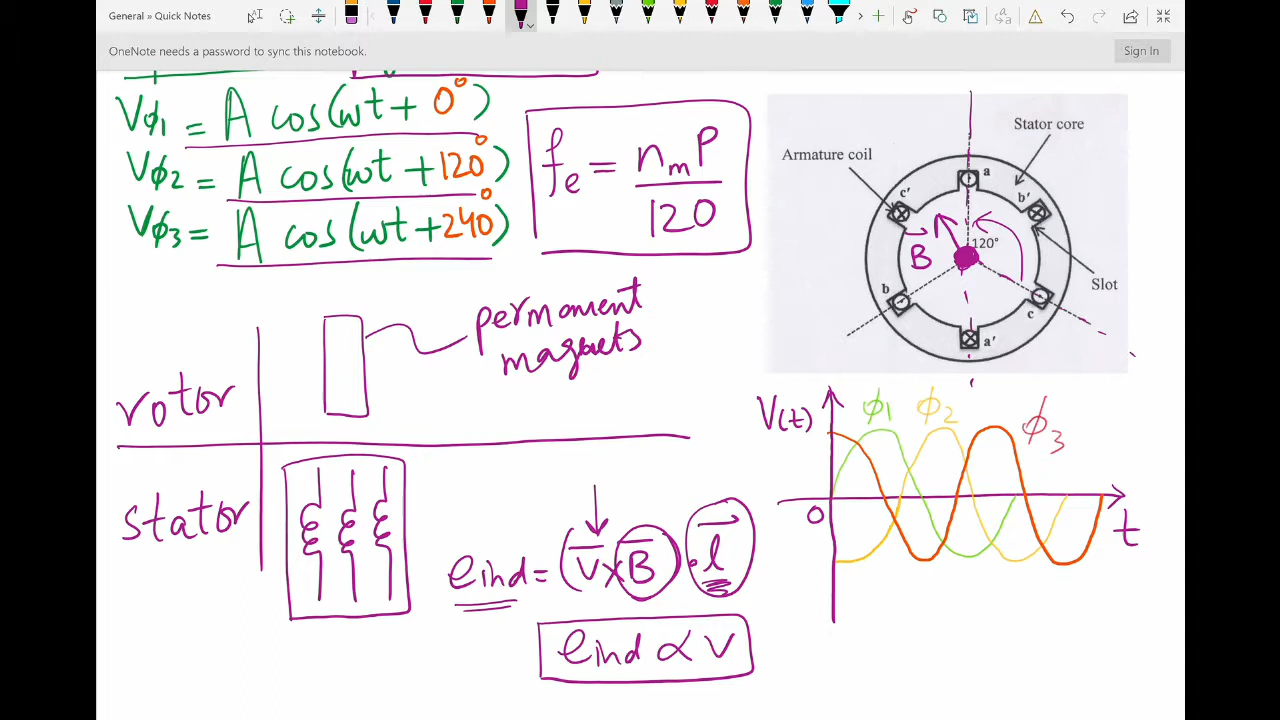 General » Quick Notes
OneNote needs a password to sync this notebook.
Sign In
Vϕ1 = A cos(ωt + 0°)
Vϕ2 = A cos(ωt + 120°)
Vϕ3 = A cos(ωt + 240°)
fe = nm P / 120
Stator core
Armature coil
a
b'
c'
B
120°
Slot
b
c
a'
permoment
magnets
rotor
stator
eind = (V × B) . l
eind ∝ V
V(t)
ϕ1
ϕ2
ϕ3
0
t